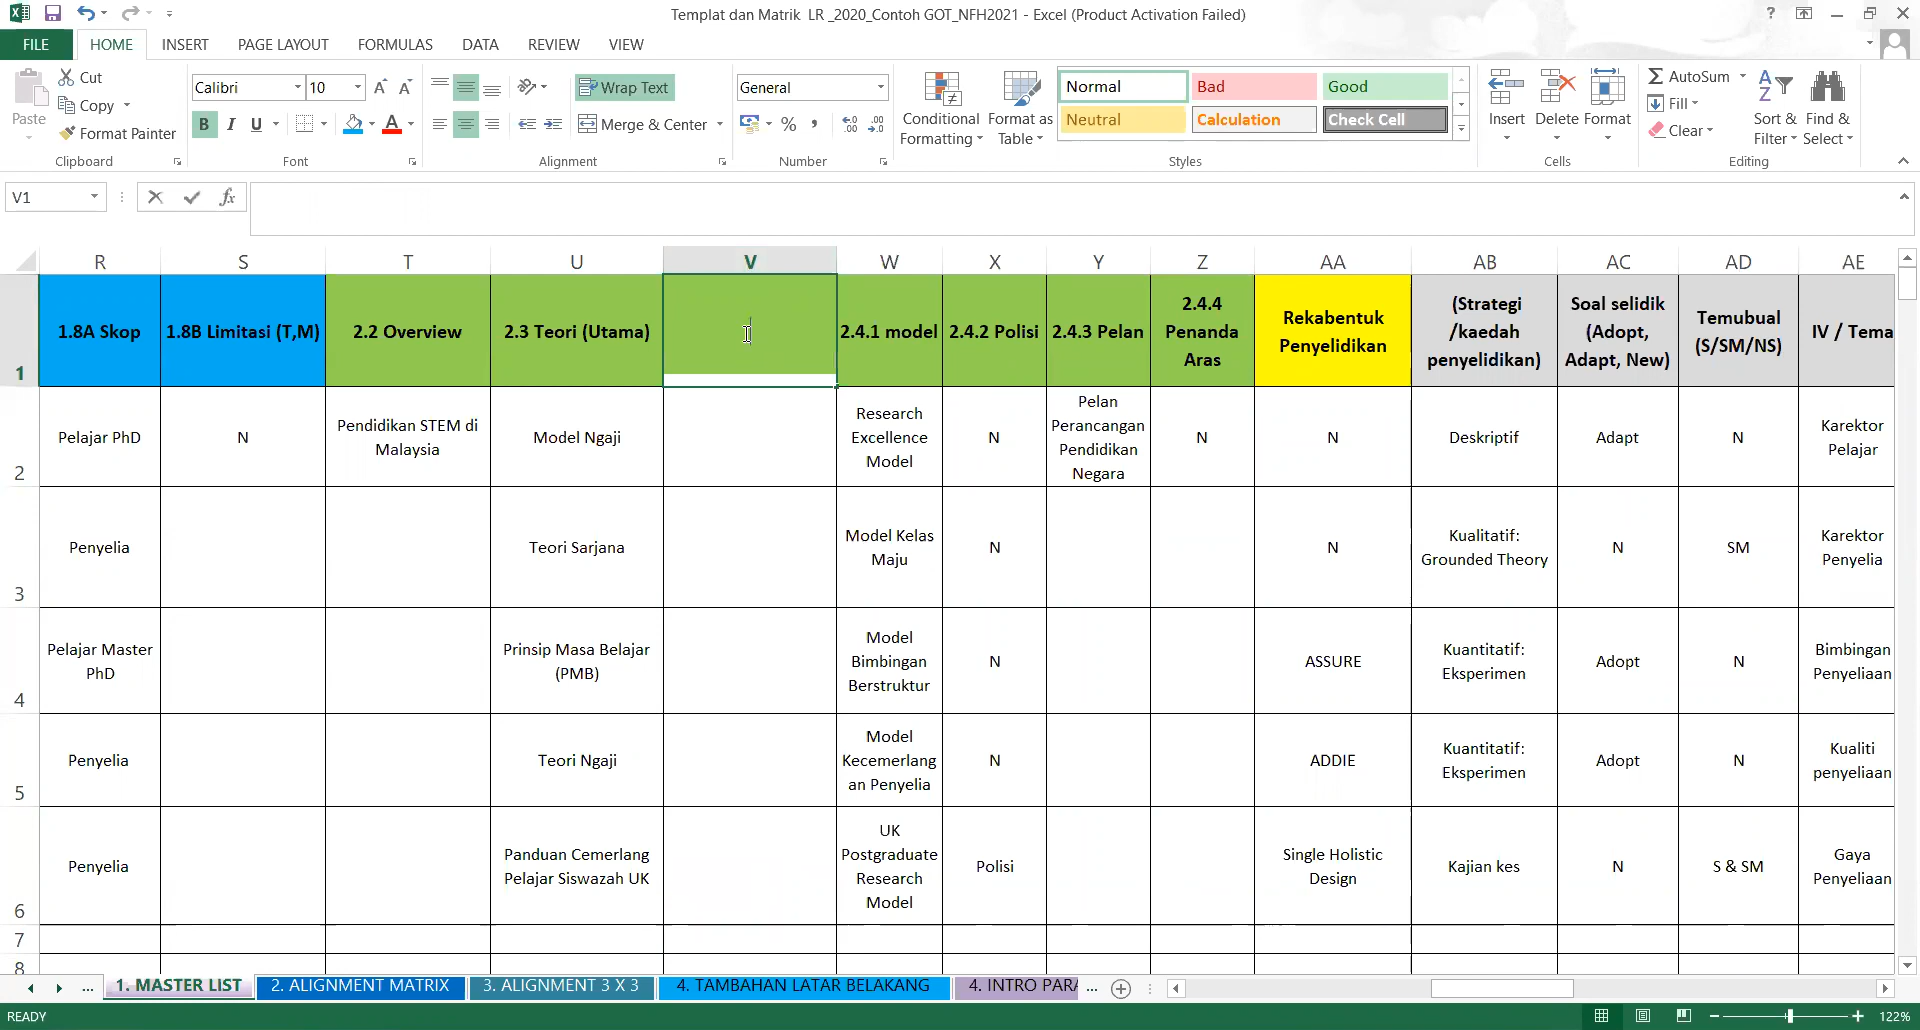 Templat dan Matrik LR _2020_Contoh GOT_NFH2021 - Excel (Product Activation Failed)
FILE HOME INSERT PAGE LAYOUT FORMULAS DATA REVIEW VIEW
Paste
Cut
Copy
Format Painter
Clipboard
Calibri 10
B I U
Font
Wrap Text
Merge & Center
Alignment
General
Number
Conditional Formatting
Format as Table
Normal Bad Good
Neutral Calculation Check Cell
Styles
Insert Delete Format
Cells
AutoSum
Fill
Clear
Sort & Filter
Find & Select
Editing
V1
R S T U V W X Y Z AA AB AC AD AE
1
1.8A Skop
1.8B Limitasi (T,M)
2.2 Overview
2.3 Teori (Utama)
2.4.1 model
2.4.2 Polisi
2.4.3 Pelan
2.4.4
Penanda
Aras
Rekabentuk
Penyelidikan
(Strategi
/kaedah
penyelidikan)
Soal selidik
(Adopt,
Adapt, New)
Temubual
(S/SM/NS)
IV / Tema
2
Pelajar PhD
N
Pendidikan STEM di
Malaysia
Model Ngaji
Research
Excellence
Model
N
Pelan
Perancangan
Pendidikan
Negara
N
N
Deskriptif
Adapt
N
Karektor
Pelajar
3
Penyelia
Teori Sarjana
Model Kelas
Maju
N
N
Kualitatif:
Grounded Theory
N
SM
Karektor
Penyelia
4
Pelajar Master
PhD
Prinsip Masa Belajar
(PMB)
Model
Bimbingan
Berstruktur
N
ASSURE
Kuantitatif:
Eksperimen
Adopt
N
Bimbingan
Penyeliaan
5
Penyelia
Teori Ngaji
Model
Kecemerlang
an Penyelia
N
ADDIE
Kuantitatif:
Eksperimen
Adopt
N
Kualiti
penyeliaan
6
Penyelia
Panduan Cemerlang
Pelajar Siswazah UK
UK
Postgraduate
Research
Model
Polisi
Single Holistic
Design
Kajian kes
N
S & SM
Gaya
Penyeliaan
7
8
... 1. MASTER LIST 2. ALIGNMENT MATRIX 3. ALIGNMENT 3 X 3 4. TAMBAHAN LATAR BELAKANG 4. INTRO PARA ...
READY 122%